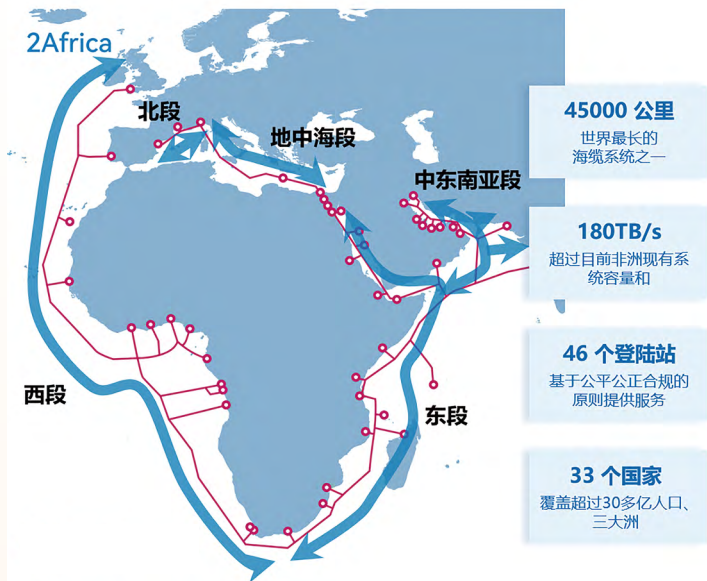 2Africa
北段
地中海段
中东南亚段
西段
东段
45000 公里
世界最长的
海缆系统之一
180TB/s
超过目前非洲现有系
统容量和
46 个登陆站
基于公平公正合规的
原则提供服务
33 个国家
覆盖超过30多亿人口、
三大洲